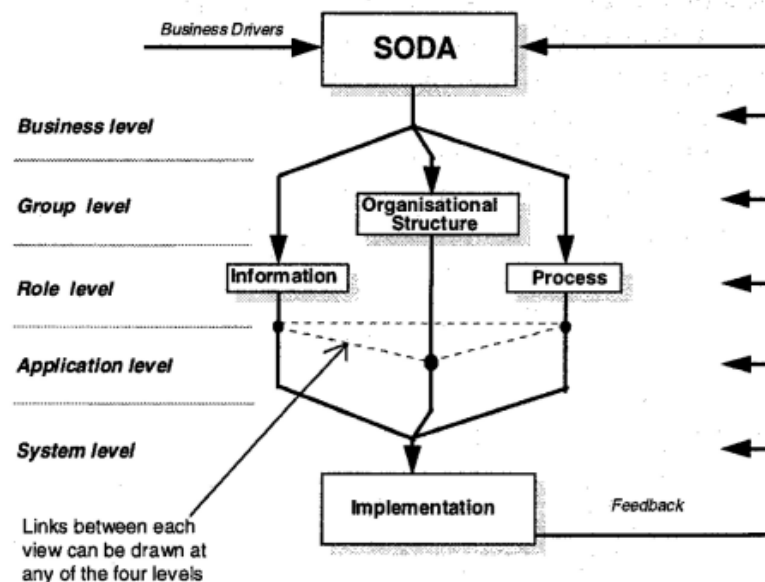 Business Drivers
SODA
Business level
Group level
Organisational
Structure
Information
Process
Role level
Application level
System level
Implementation
Feedback
Links between each
view can be drawn at
any of the four levels